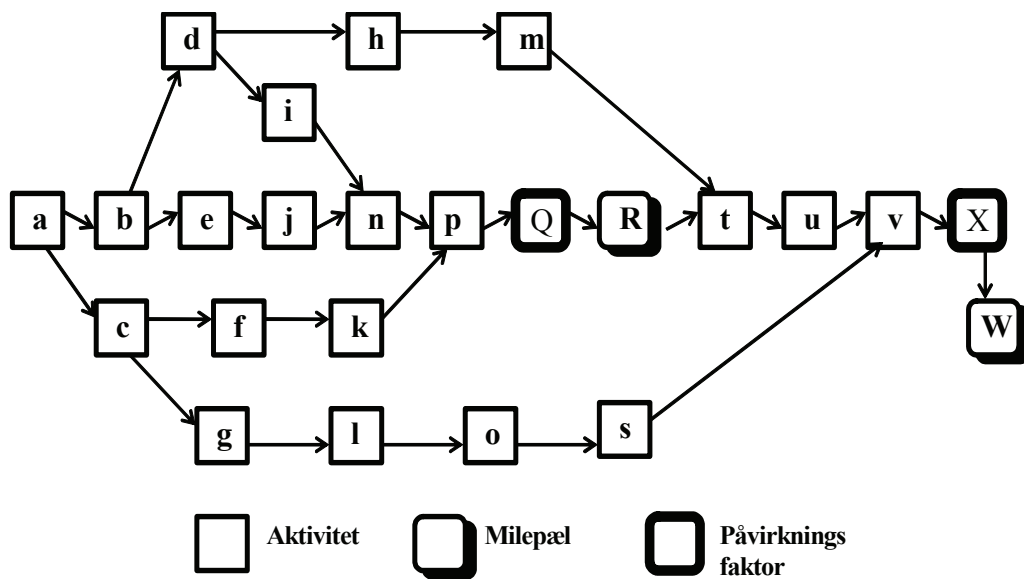 d h m
i
a b e j n p Q R t u v X
c f k W
g l o s
Aktivitet Milepæl Påvirknings
faktor